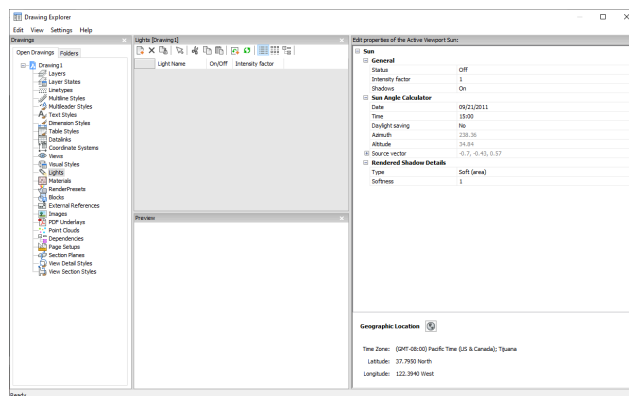 Drawing Explorer
Edit View Settings Help
Drawings
Open Drawings Folders
Drawing1
Layers
Layer States
Linetypes
Multiline Styles
Multileader Styles
Text Styles
Dimension Styles
Table Styles
Datalinks
Coordinate Systems
Views
Visual Styles
Lights
Materials
RenderPresets
Blocks
External References
Images
PDF Underlays
Point Clouds
Dependencies
Page Setups
Section Planes
View Detail Styles
View Section Styles
Lights [Drawing1]
Light Name On/Off Intensity factor
Preview
Edit properties of the Active Viewport Sun:
Sun
General
Status Off
Intensity factor 1
Shadows On
Sun Angle Calculator
Date 09/21/2011
Time 15:00
Daylight saving No
Azimuth 238.36
Altitude 34.84
Source vector -0.7, -0.43, 0.57
Rendered Shadow Details
Type Soft (area)
Softness 1
Geographic Location
Time Zone: (GMT-08:00) Pacific Time (US & Canada); Tijuana
Latitude: 37.7950 North
Longitude: 122.3940 West
Ready